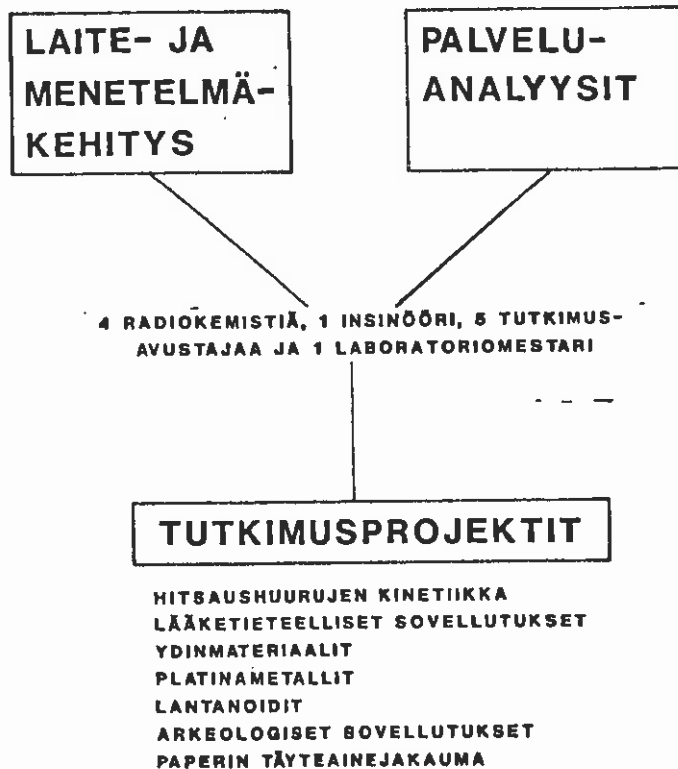 LAITE- JA
MENETELMÄ-
KEHITYS
PALVELU-
ANALYYSIT
4 RADIOKEMISTIÄ, 1 INSINÖÖRI, 5 TUTKIMUS-
AVUSTAJAA JA 1 LABORATORIOMESTARI
TUTKIMUSPROJEKTIT
HITSAUSHUURUJEN KINETIIKKA
LÄÄKETIETEELLISET SOVELLUTUKSET
YDINMATERIAALIT
PLATINAMETALLIT
LANTANOIDIT
ARKEOLOGISET SOVELLUTUKSET
PAPERIN TÄYTEAINEJAKAUMA